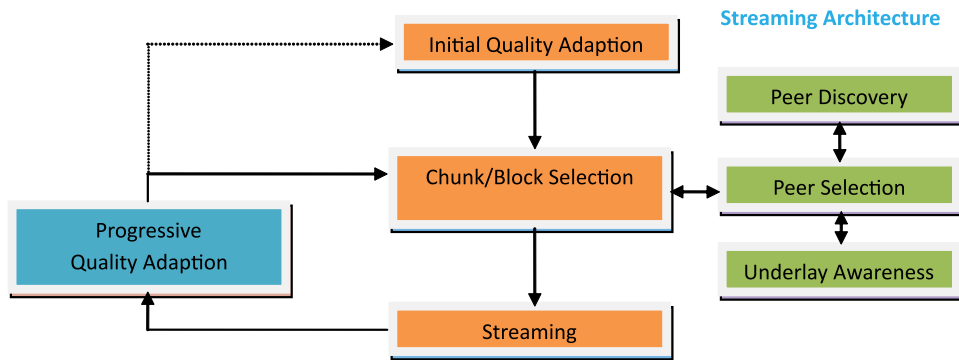 Streaming Architecture
Initial Quality Adaption
Peer Discovery
Chunk/Block Selection
Peer Selection
Progressive
Quality Adaption
Underlay Awareness
Streaming